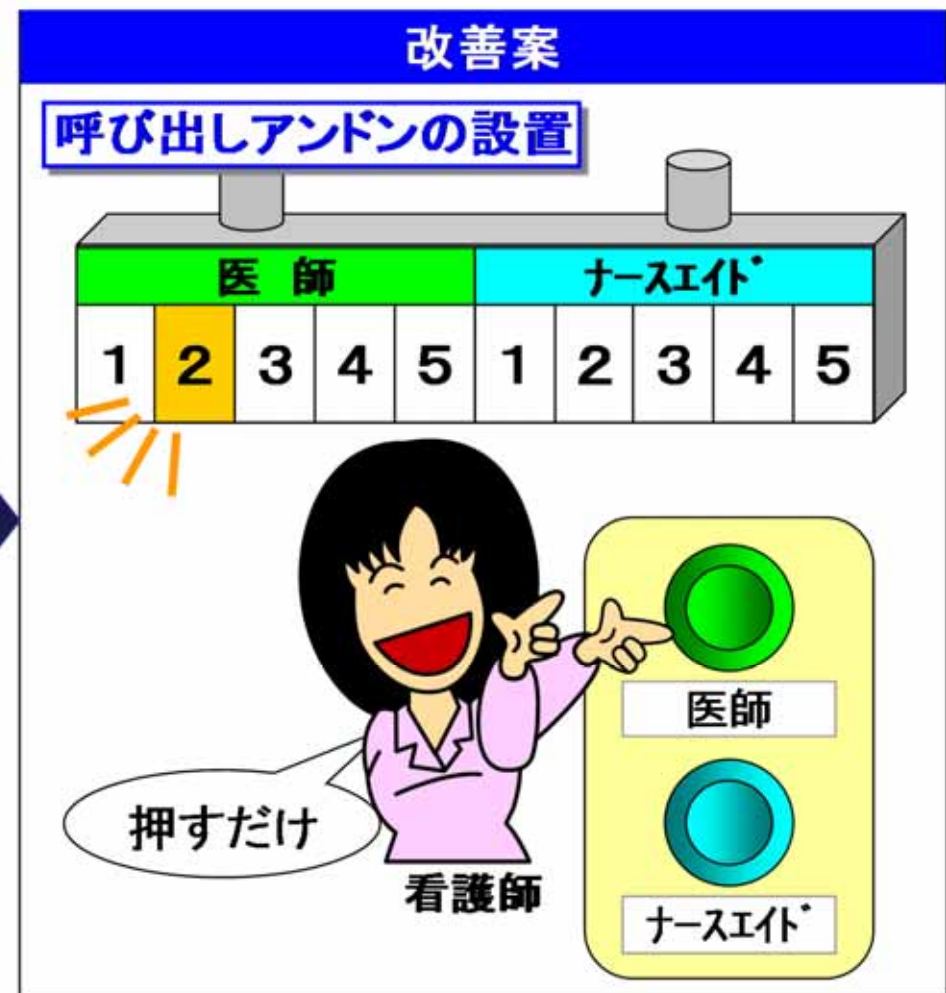 改善案
呼び出しアンドンの設置
医 師 ナースエイド
1 2 3 4 5 1 2 3 4 5
医師
押すだけ
看護師
ナースエイド